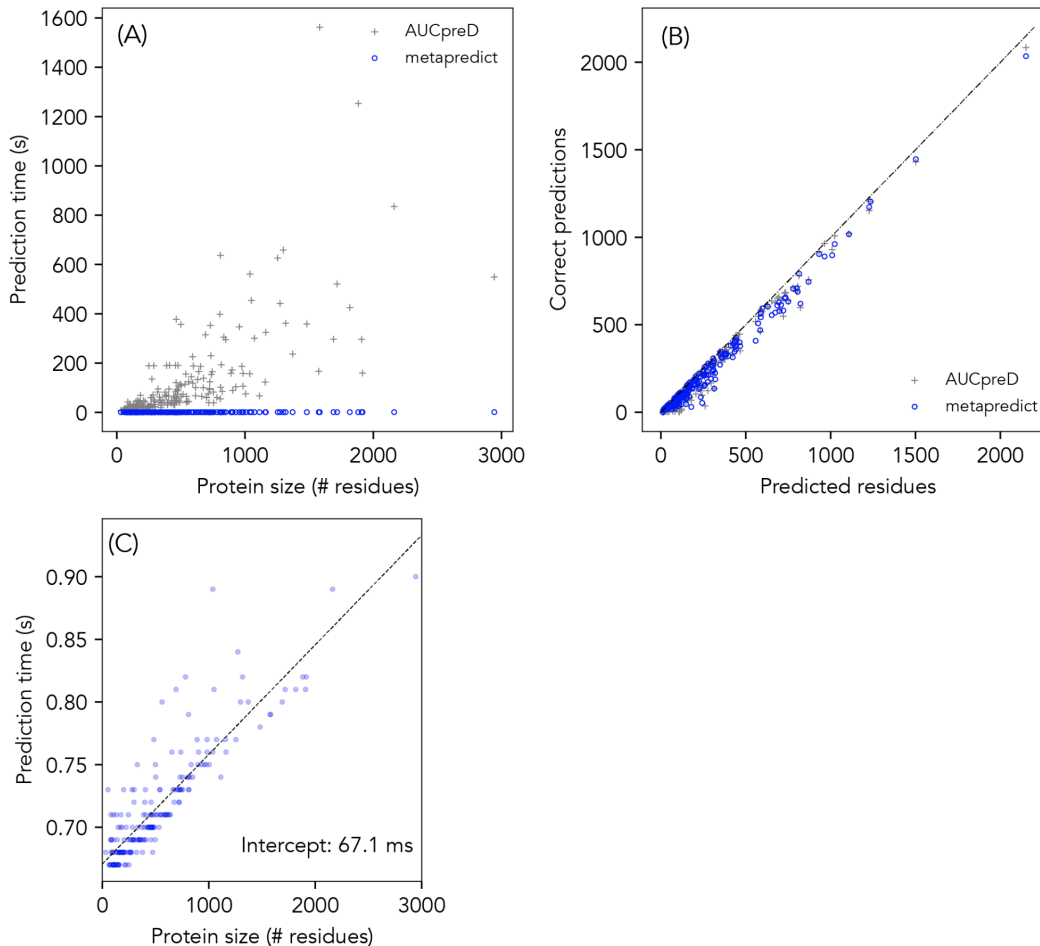 (A)
AUCpreD
metapredict
1600
1400
1200
1000
800
600
400
200
0
Prediction time (s)
0 1000 2000 3000
Protein size (# residues)
(B)
2000
1500
1000
500
0
Correct predictions
AUCpreD
metapredict
0 500 1000 1500 2000
Predicted residues
(C)
0.90
0.85
0.80
0.75
0.70
Prediction time (s)
Intercept: 67.1 ms
0 1000 2000 3000
Protein size (# residues)